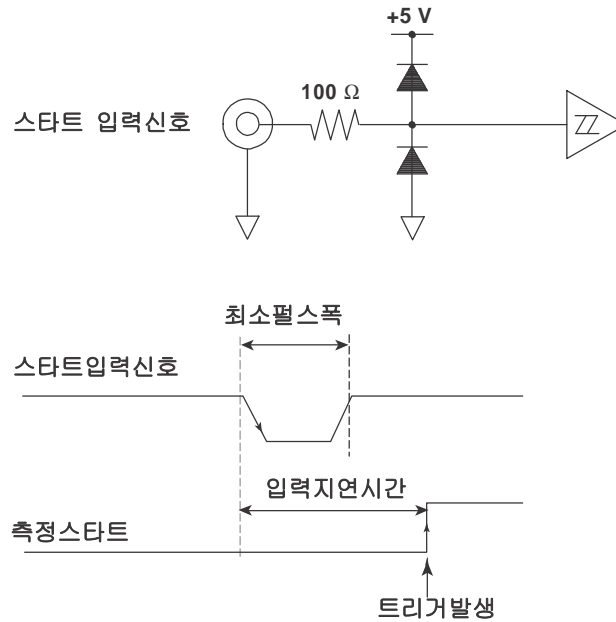 +5 V
100 Ω
스타트 입력신호
최소펄스폭
스타트입력신호
입력지연시간
측정스타트
트리거발생